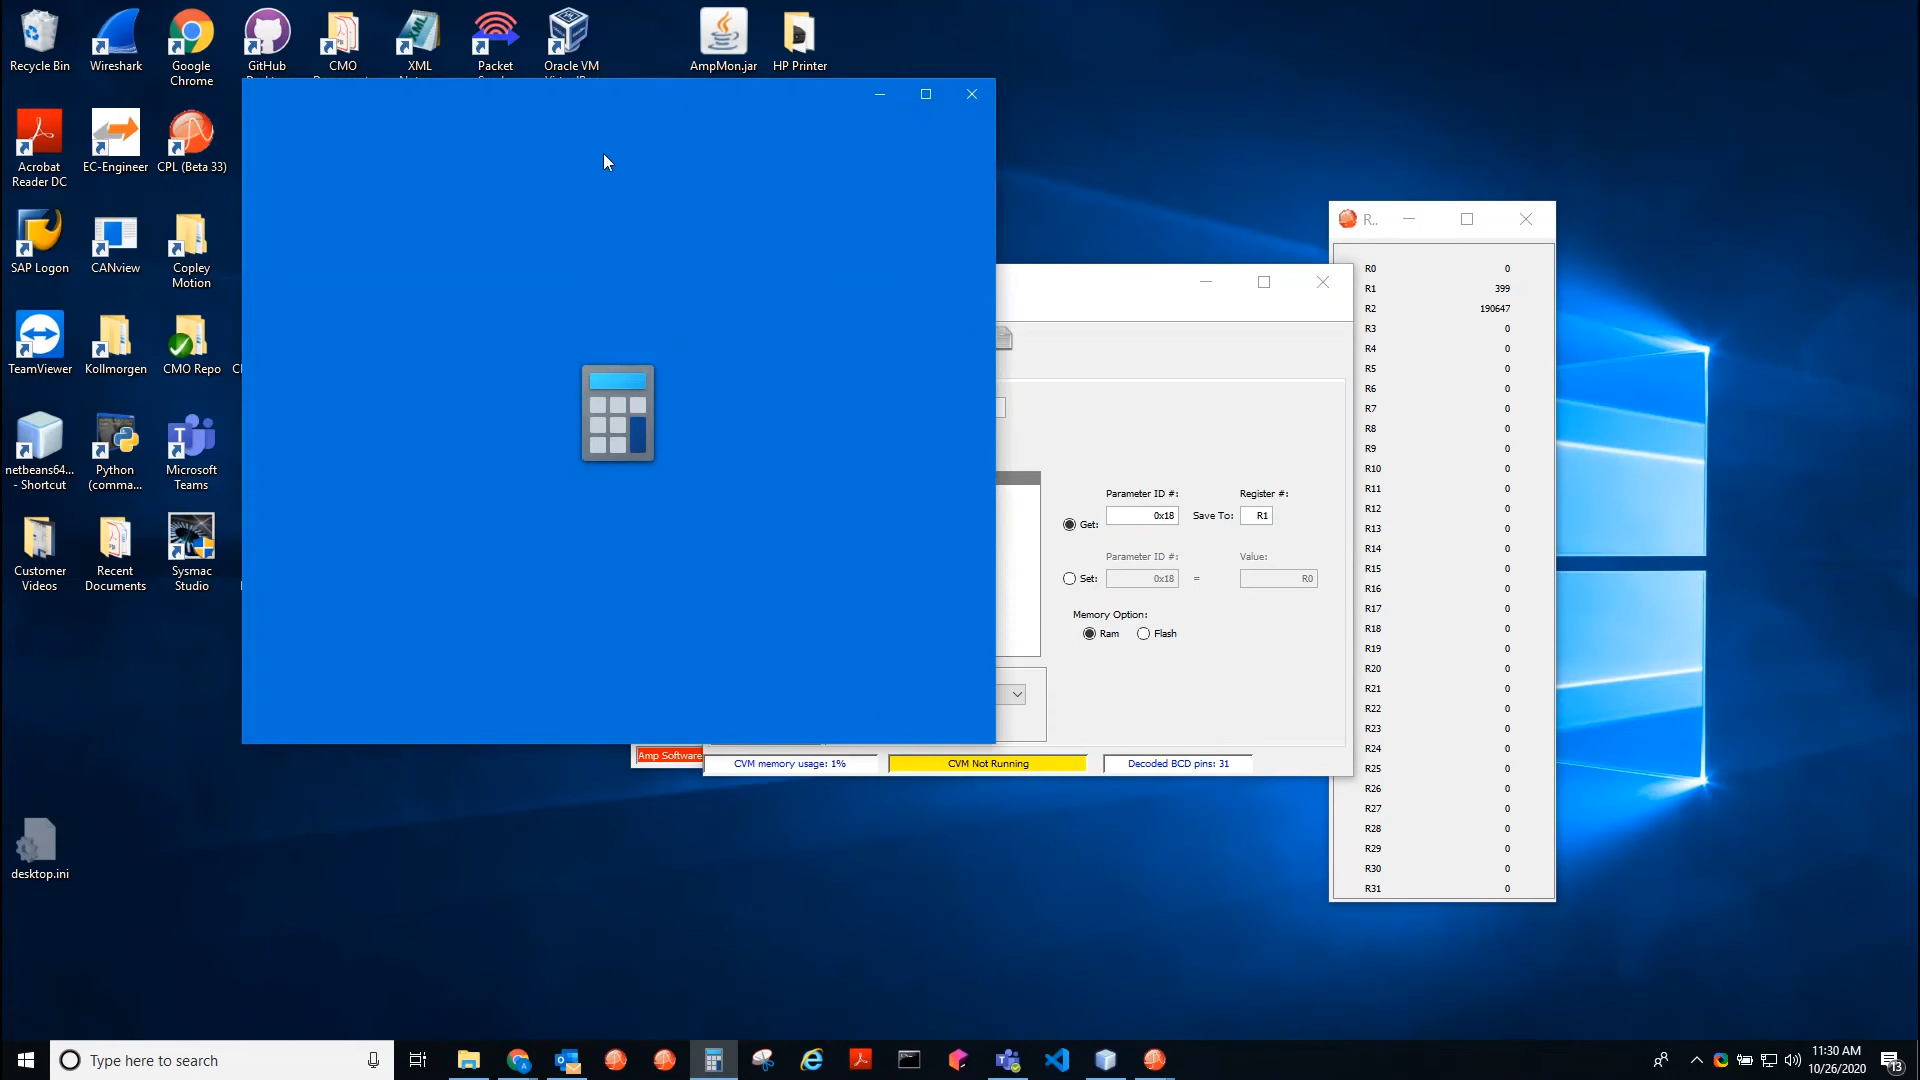 Recycle Bin
Wireshark
Google
Chrome
GitHub
CMO
XML
Packet
Oracle VM
AmpMon.jar
HP Printer
Acrobat
Reader DC
EC-Engineer
CPL (Beta 33)
SAP Logon
CANview
Copley
Motion
TeamViewer
Kollmorgen
CMO Repo
netbeans64...
- Shortcut
Python
(comma...
Microsoft
Teams
Customer
Videos
Recent
Documents
Sysmac
Studio
desktop.ini
Parameter ID #:
Register #:
Get:
0x18
Save To:
R1
Parameter ID #:
Value:
Set:
0x18
=
R0
Memory Option:
Ram
Flash
Amp Software
CVM memory usage: 1%
CVM Not Running
Decoded BCD pins: 31
R..
R0 0
R1 399
R2 190647
R3 0
R4 0
R5 0
R6 0
R7 0
R8 0
R9 0
R10 0
R11 0
R12 0
R13 0
R14 0
R15 0
R16 0
R17 0
R18 0
R19 0
R20 0
R21 0
R22 0
R23 0
R24 0
R25 0
R26 0
R27 0
R28 0
R29 0
R30 0
R31 0
Type here to search
11:30 AM
10/26/2020
13